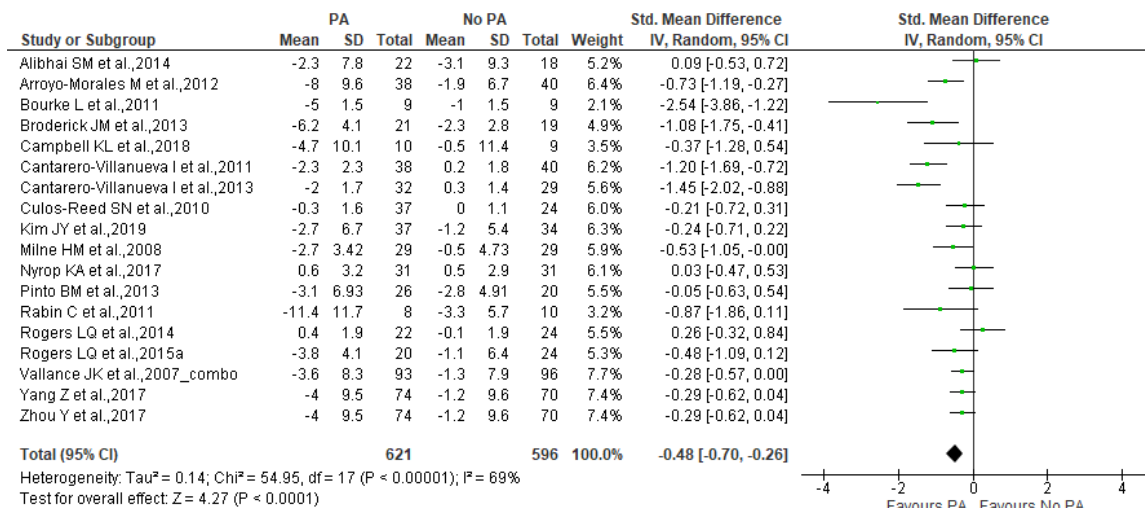 PA No PA Std. Mean Difference Std. Mean Difference
Study or Subgroup Mean SD Total Mean SD Total Weight IV, Random, 95% CI IV, Random, 95% CI
Alibhai SM et al.,2014 -2.3 7.8 22 -3.1 9.3 18 5.2% 0.09 [-0.53, 0.72]
Arroyo-Morales M et al.,2012 -8 9.6 38 -1.9 6.7 40 6.4% -0.73 [-1.19, -0.27]
Bourke L et al.,2011 -5 1.5 9 -1 1.5 9 2.1% -2.54 [-3.86, -1.22]
Broderick JM et al.,2013 -6.2 4.1 21 -2.3 2.8 19 4.9% -1.08 [-1.75, -0.41]
Campbell KL et al.,2018 -4.7 10.1 10 -0.5 11.4 9 3.6% -0.37 [-1.28, 0.54]
Cantarero-Villanueva I et al.,2011 -2.3 2.3 38 0.2 1.8 40 6.2% -1.20 [-1.69, -0.72]
Cantarero-Villanueva I et al.,2013 -2 1.7 32 0.3 1.4 29 5.6% -1.45 [-2.02, -0.88]
Culos-Reed SN et al.,2010 -0.3 1.6 37 0 1.1 24 6.0% -0.21 [-0.72, 0.31]
Kim JY et al.,2019 -2.7 6.7 37 -1.2 5.4 34 6.3% -0.24 [-0.71, 0.22]
Milne HM et al.,2008 -2.7 3.42 29 -0.5 4.73 29 5.9% -0.53 [-1.05, -0.00]
Nyrop KA et al.,2017 0.6 3.2 31 0.5 2.9 31 6.1% 0.03 [-0.47, 0.53]
Pinto BM et al.,2013 -3.1 6.93 26 -2.8 4.91 20 5.5% -0.05 [-0.63, 0.54]
Rabin C et al.,2011 -11.4 11.7 8 -3.3 5.7 10 3.3% -0.87 [-1.86, 0.11]
Rogers LQ et al.,2014 0.4 1.9 22 -0.1 1.9 24 5.5% 0.26 [-0.32, 0.84]
Rogers LQ et al.,2015a -3.8 4.1 20 -1.1 6.4 24 5.3% -0.48 [-1.09, 0.12]
Vallance JK et al.,2007_combo -3.6 8.3 93 -1.3 7.9 96 7.7% -0.28 [-0.57, 0.00]
Yang Z et al.,2017 -4 9.5 74 -1.2 9.6 70 7.4% -0.29 [-0.62, 0.04]
Zhou Y et al.,2017 -4 9.5 74 -1.2 9.6 70 7.4% -0.29 [-0.62, 0.04]
Total (95% CI) 621 596 100.0% -0.48 [-0.70, -0.26]
Heterogeneity: Tau² = 0.14; Chi² = 54.95, df = 17 (P < 0.00001); I² = 69%
Test for overall effect: Z = 4.27 (P < 0.0001)
-4 -2 0 2 4
Favours PA Favours No PA